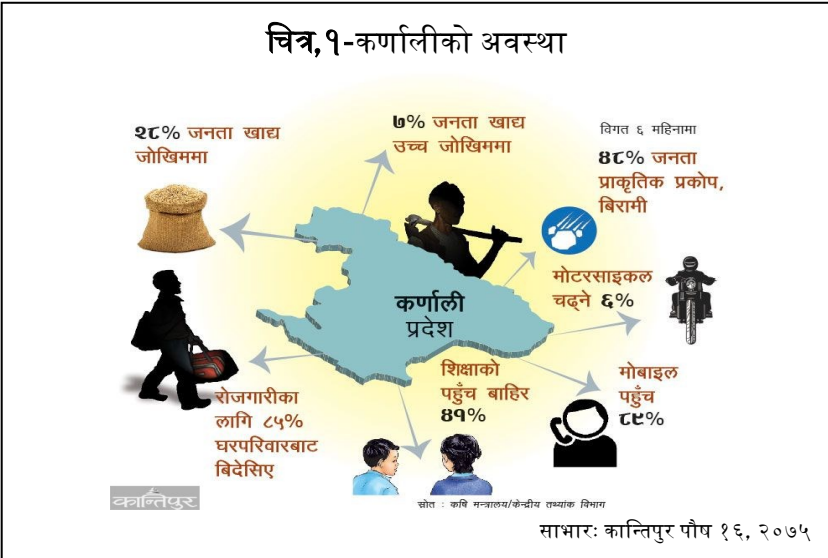 चित्र,१-कर्णालीको अवस्था
२८% जनता खाद्य
जोखिममा
७% जनता खाद्य
उच्च जोखिममा
विगत ६ महिनामा
४८% जनता
प्राकृतिक प्रकोप,
बिरामी
मोटरसाइकल
चढ्ने ६%
कर्णाली
प्रदेश
रोजगारीका
लागि ८५%
घरपरिवारबाट
बिदेसिए
शिक्षाको
पहुँच बाहिर
४१%
मोबाइल
पहुँच
८९%
कान्तिपुर
स्रोत : कषि मन्त्रालय/केन्द्रीय तथ्यांक विभाग
साभारः कान्तिपुर पौष १६, २०७५